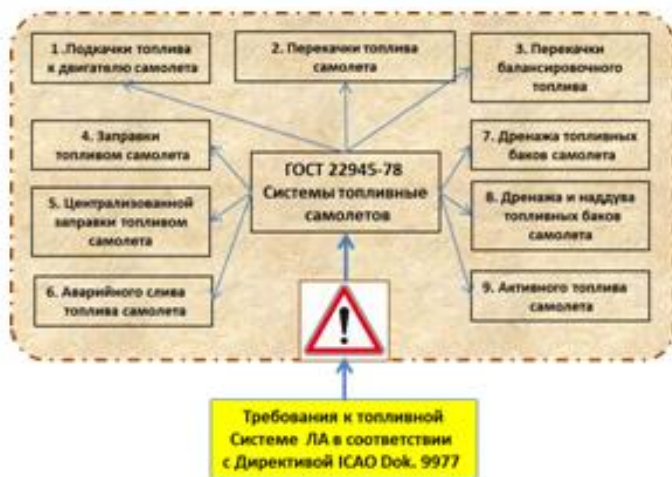 1 .Подкачки топлива
к двигателю самолета
2. Перекачки топлива
самолета
3. Перекачки
балансировочного
топлива
4. Заправки
топливом самолета
ГОСТ 22945-78
Системы топливные
самолетов
7. Дренажа топливных
баков самолета
5. Централизованной
заправки топливом
самолета
8. Дренажа и наддува
топливных баков
самолета
6. Аварийного слива
топлива самолета
9. Активного топлива
самолета
!
Требования к топливной
Системе ЛА в соответствии
с Директивой ICAO Dok. 9977